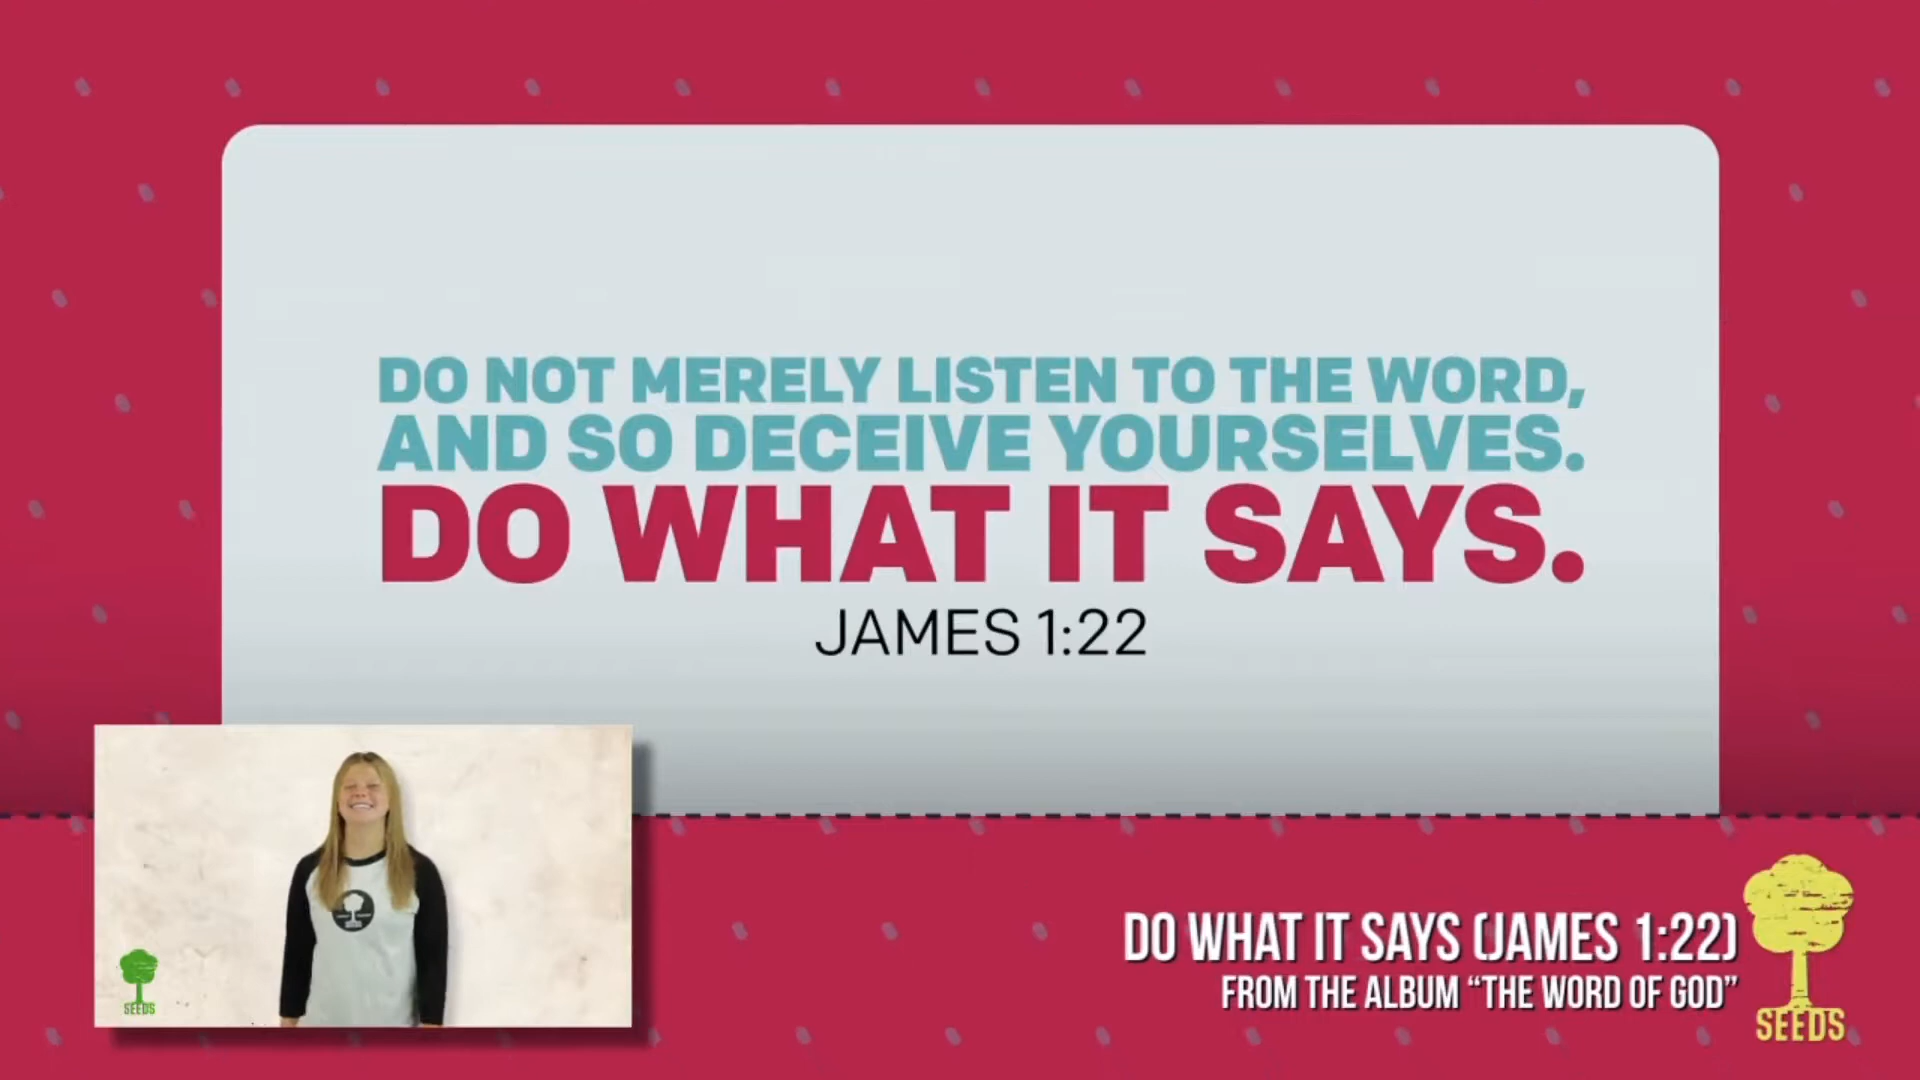 DO NOT MERELY LISTEN TO THE WORD,
AND SO DECEIVE YOURSELVES.
DO WHAT IT SAYS.
JAMES 1:22
SEEDS
DO WHAT IT SAYS (JAMES 1:22)
FROM THE ALBUM “THE WORD OF GOD”
SEEDS